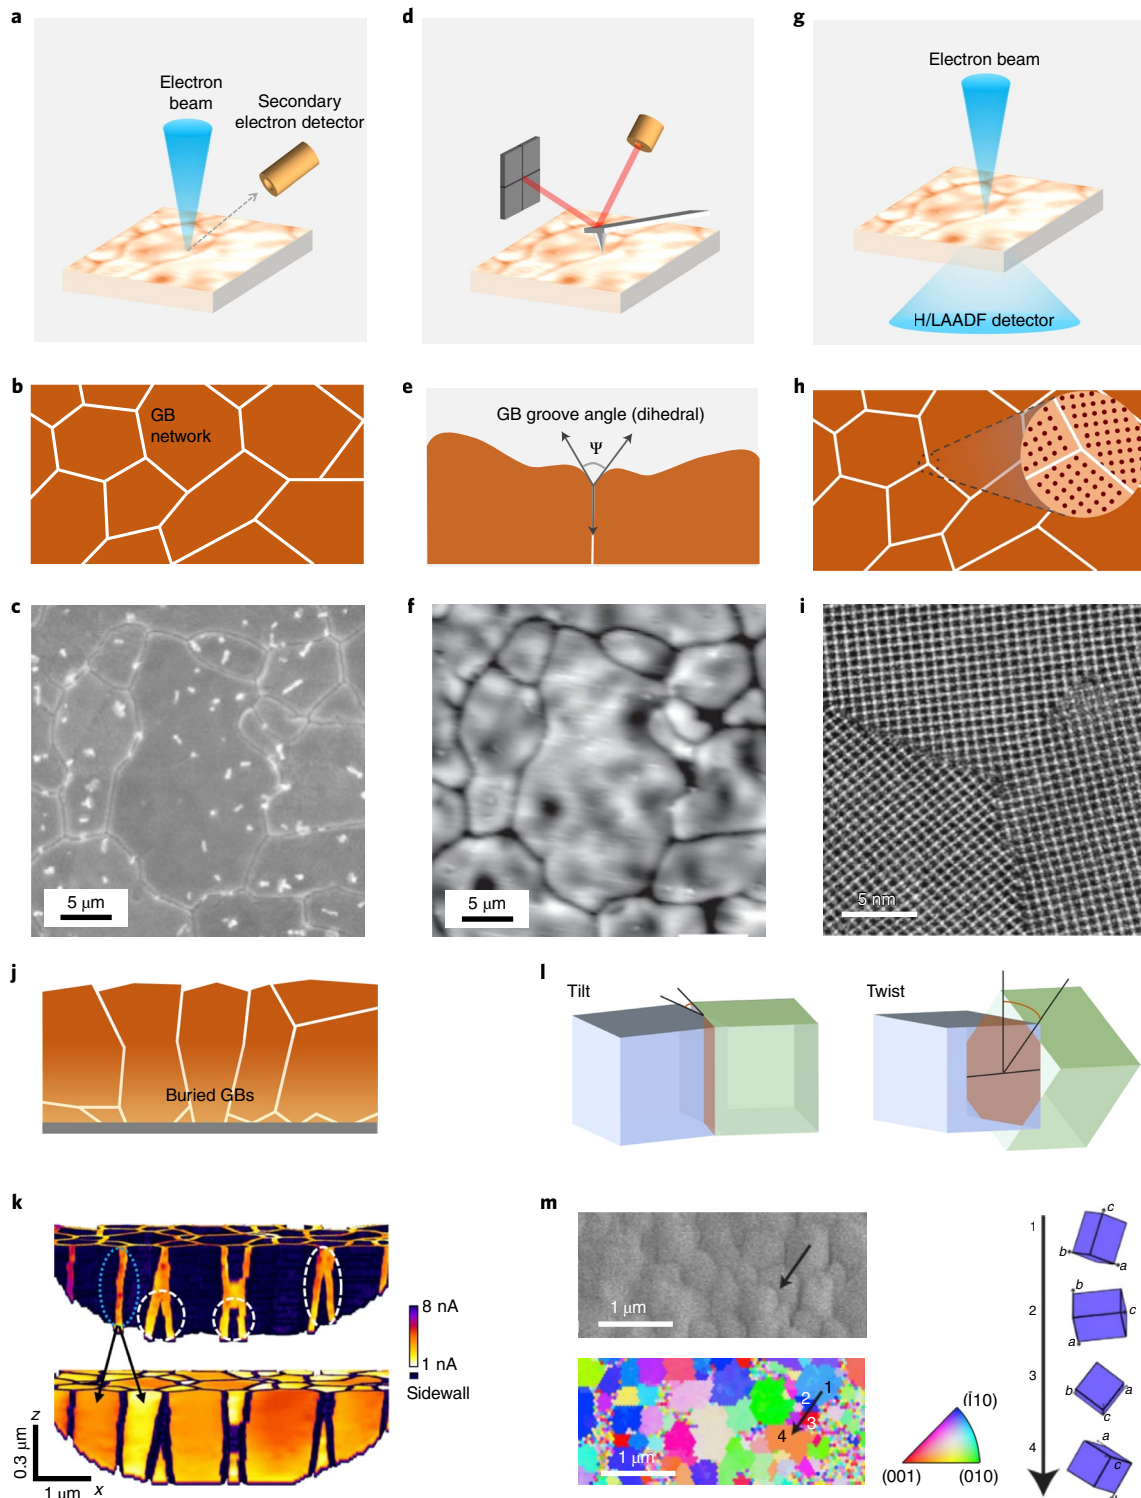 a
Electron
beam
Secondary
electron detector
d
g
Electron beam
H/LAADF detector
b
GB
network
e
GB groove angle (dihedral)
Ψ
h
c
5 μm
f
5 μm
i
5 nm
j
Buried GBs
l
Tilt
Twist
k
8 nA
1 nA
Sidewall
z
0.3 μm
1 μm
x
m
1 μm
1
2
3
4
1 μm
(1̄10)
(001)
(010)
1
c
b
a
2
b
c
a
3
b
a
c
4
a
c